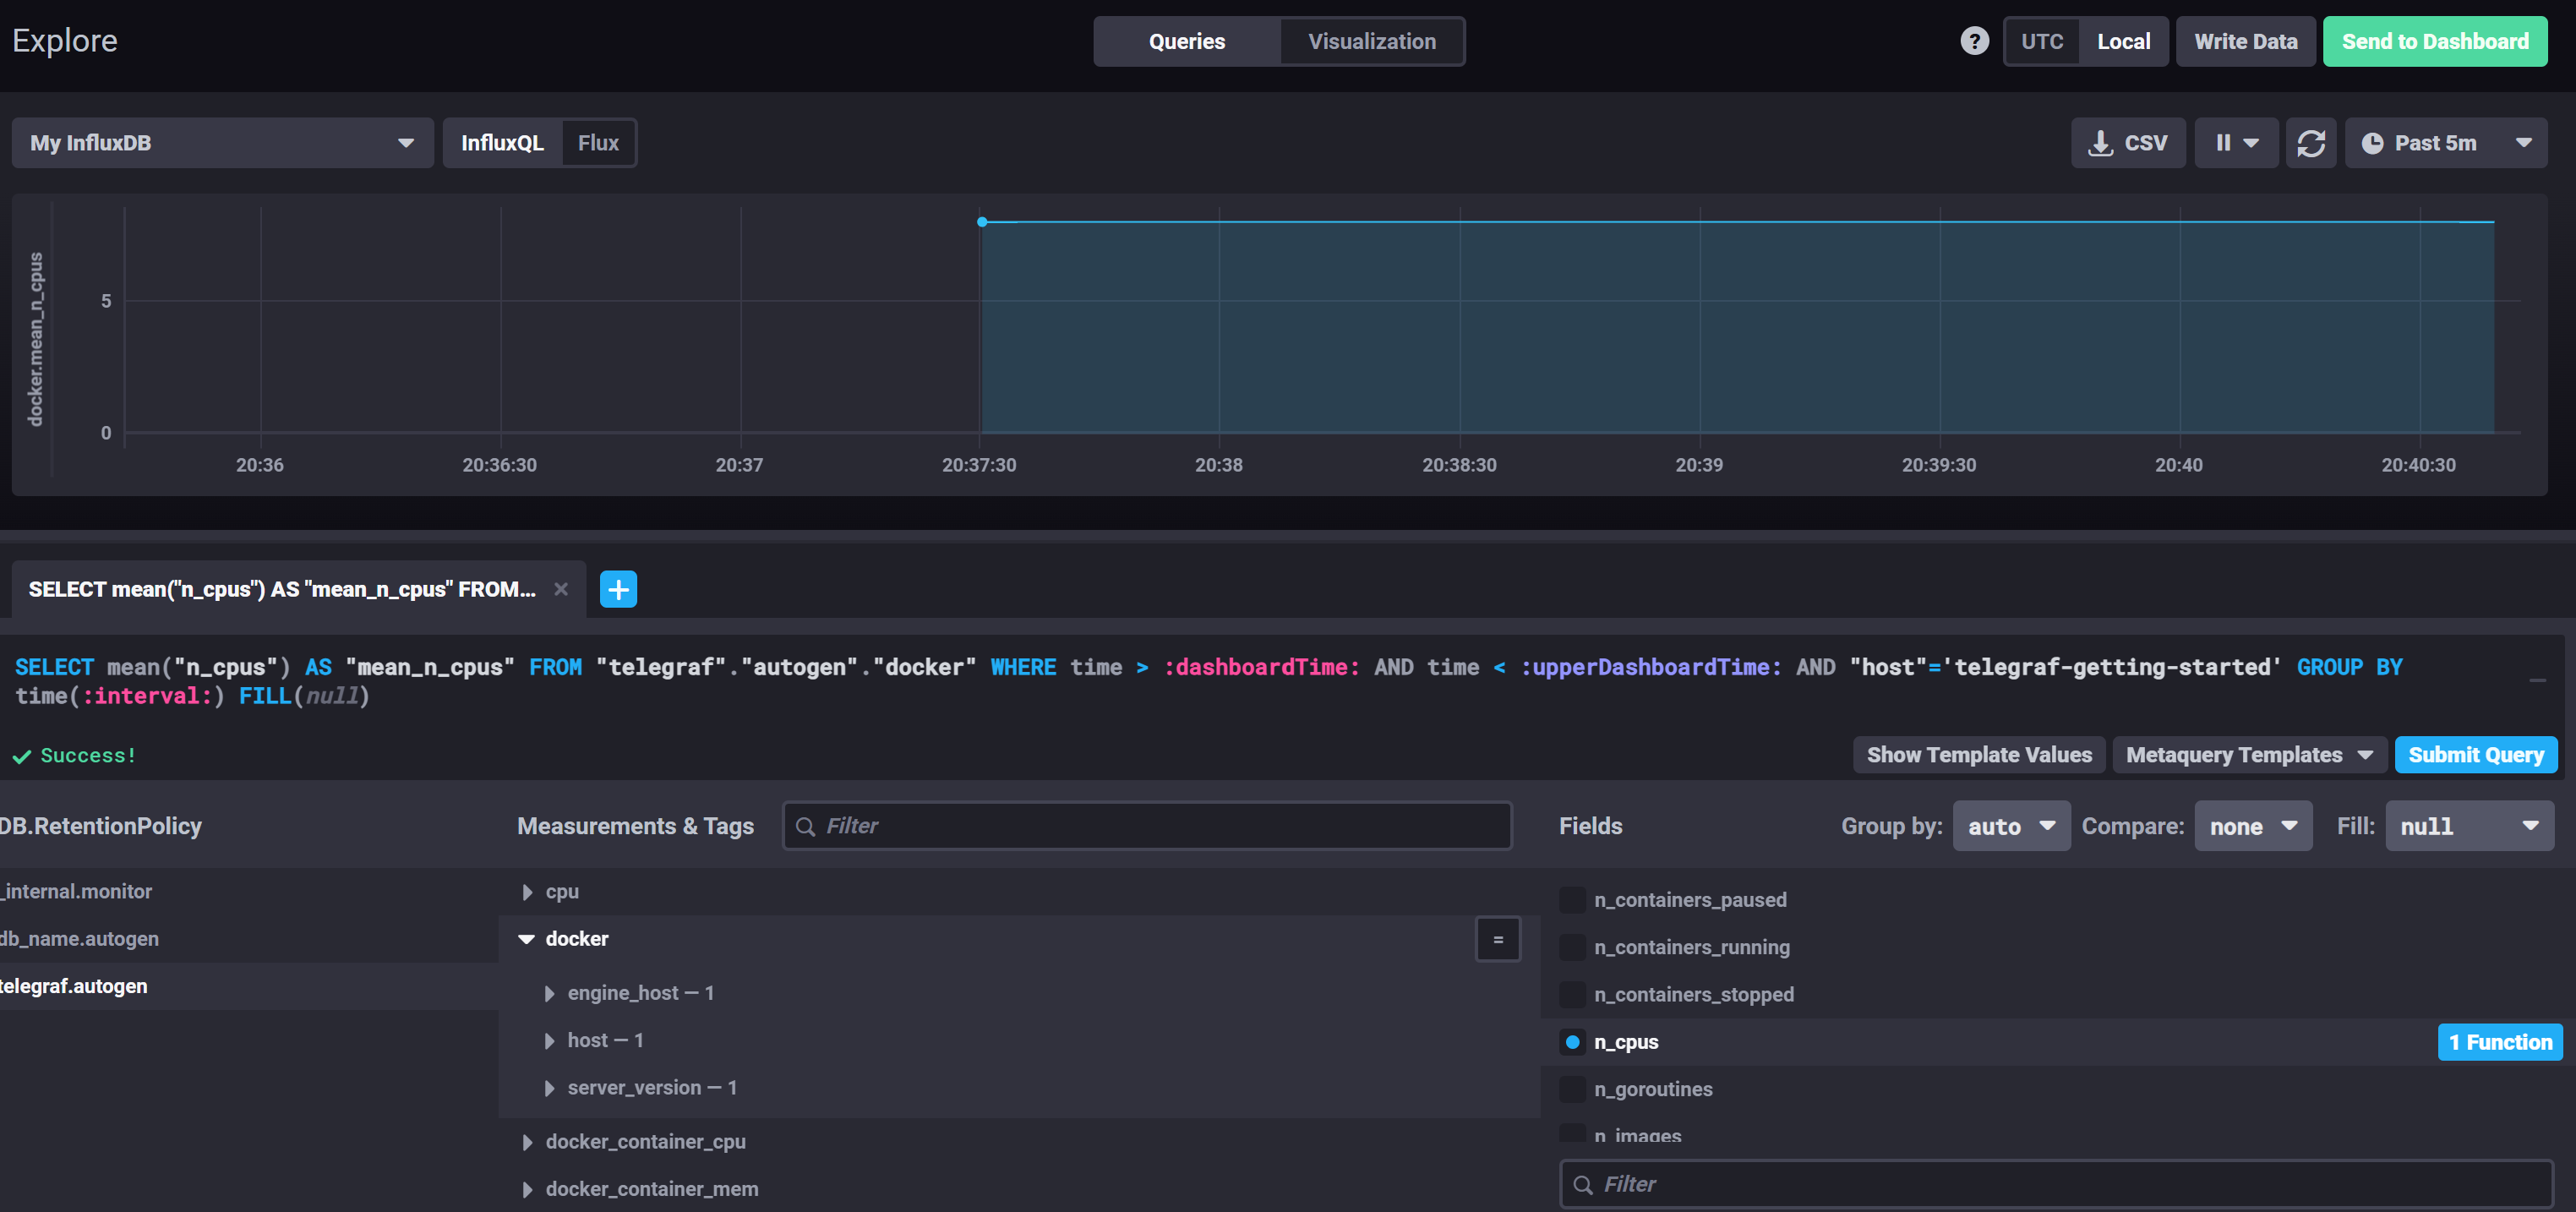 Explore
Queries
Visualization
?
UTC
Local
Write Data
Send to Dashboard
My InfluxDB
InfluxQL
Flux
CSV
Past 5m
docker.mean_n_cpus
5
0
20:36
20:36:30
20:37
20:37:30
20:38
20:38:30
20:39
20:39:30
20:40
20:40:30
SELECT mean("n_cpus") AS "mean_n_cpus" FROM...
SELECT mean("n_cpus") AS "mean_n_cpus" FROM "telegraf"."autogen"."docker" WHERE time > :dashboardTime: AND time < :upperDashboardTime: AND "host"='telegraf-getting-started' GROUP BY
time(:interval:) FILL(null)
Success!
Show Template Values
Metaquery Templates
Submit Query
DB.RetentionPolicy
_internal.monitor
db_name.autogen
telegraf.autogen
Measurements & Tags
Filter
cpu
docker
=
engine_host — 1
host — 1
server_version — 1
docker_container_cpu
docker_container_mem
Fields
Group by:
auto
Compare:
none
Fill:
null
n_containers_paused
n_containers_running
n_containers_stopped
n_cpus
1 Function
n_goroutines
n_images
Filter